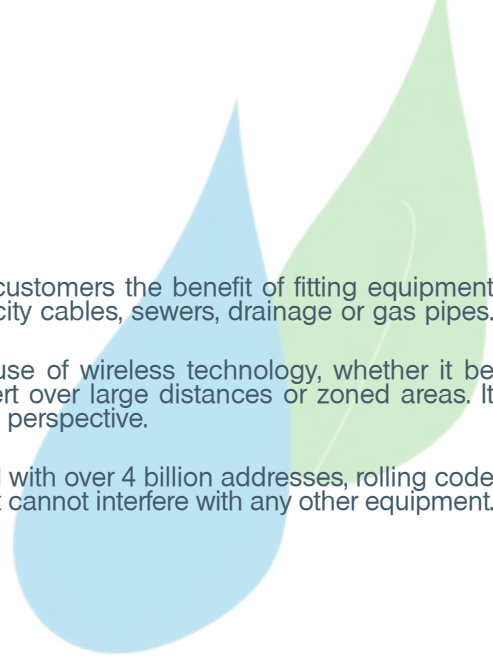 customers the benefit of fitting equipment
city cables, sewers, drainage or gas pipes.
use of wireless technology, whether it be
ert over large distances or zoned areas. It
perspective.
with over 4 billion addresses, rolling code
cannot interfere with any other equipment.